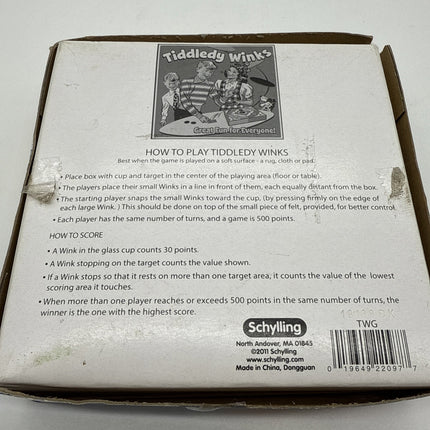 Tiddledy Winks
Great Fun for Everyone!
HOW TO PLAY TIDDLEDY WINKS
Best when the game is played on a soft surface - a rug, cloth or pad.
• Place box with cup and target in the center of the playing area (floor or table).
• The players place their small Winks in a line in front of them, each equally distant from the box.
• The starting player snaps the small Winks toward the cup, (by pressing firmly on the edge of
each large Wink. ) This should be done on top of the small piece of felt, provided, for better control.
• Each player has the same number of turns, and a game is 500 points.
HOW TO SCORE
• A Wink in the glass cup counts 30 points.
• A Wink stopping on the target counts the value shown.
• If a Wink stops so that it rests on more than one target area, it counts the value of the lowest
scoring area it touches.
• When more than one player reaches or exceeds 500 points in the same number of turns, the
winner is the one with the highest score.
Schylling
North Andover, MA 01845
©2011 Schylling
www.schylling.com
Made in China, Dongguan
TWG
0 19649 22097 7